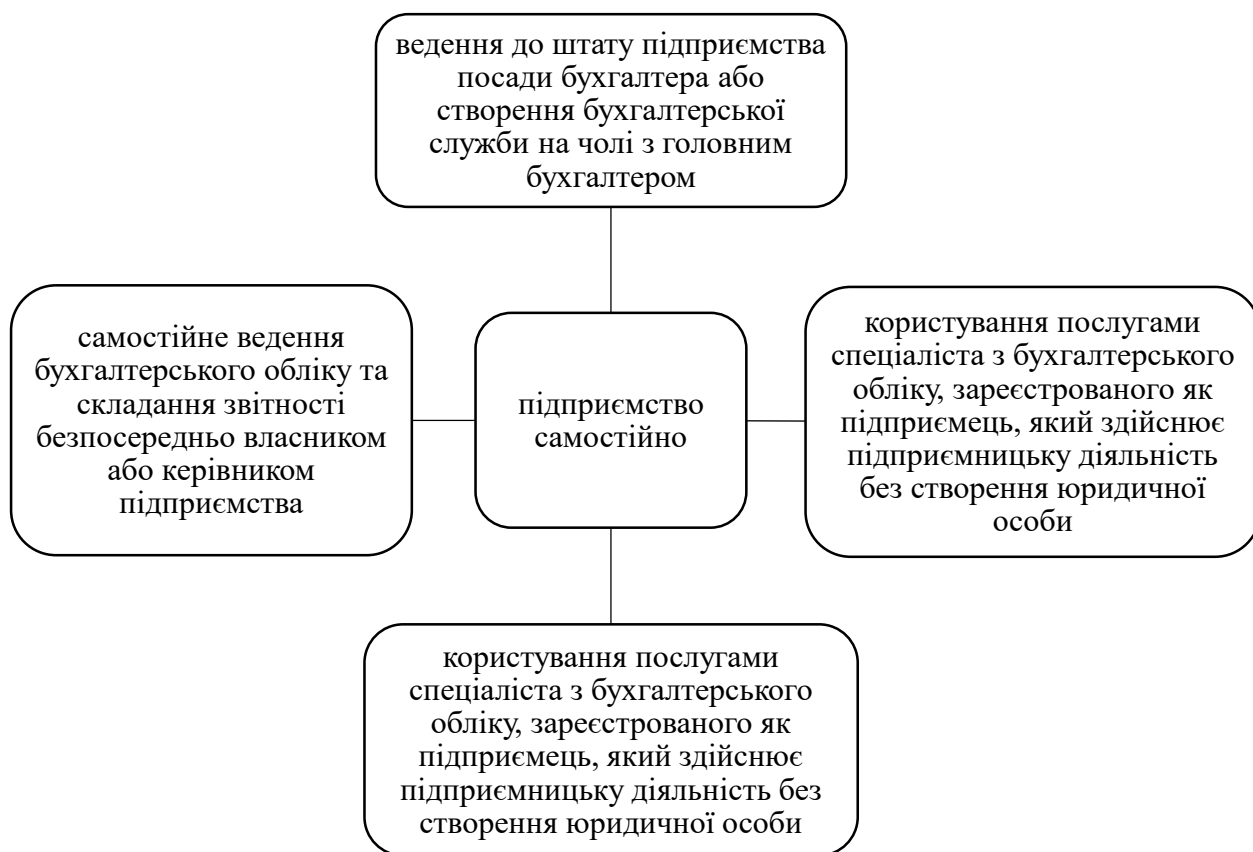 ведення до штату підприємства
посади бухгалтера або
створення бухгалтерської
служби на чолі з головним
бухгалтером
самостійне ведення
бухгалтерського обліку та
складання звітності
безпосередньо власником
або керівником
підприємства
підприємство
самостійно
користування послугами
спеціаліста з бухгалтерського
обліку, зареєстрованого як
підприємець, який здійснює
підприємницьку діяльність
без створення юридичної
особи
користування послугами
спеціаліста з бухгалтерського
обліку, зареєстрованого як
підприємець, який здійснює
підприємницьку діяльність без
створення юридичної особи